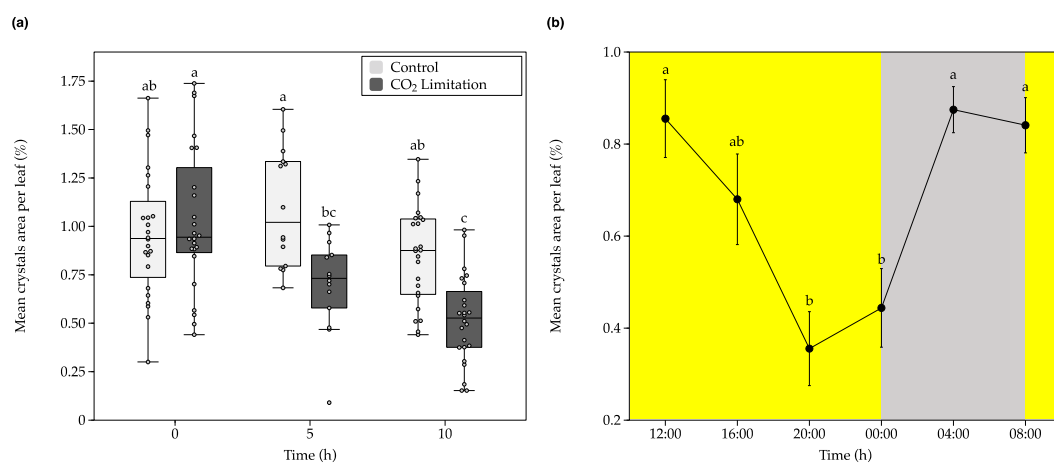 (a)
Mean crystals area per leaf (%)
1.75
1.50
1.25
1.00
0.75
0.50
0.25
0
ab
a
a
bc
ab
c
Control
CO₂ Limitation
0
5
10
Time (h)
(b)
Mean crystals area per leaf (%)
1.0
0.8
0.6
0.4
0.2
a
ab
b
b
a
a
12:00
16:00
20:00
00:00
04:00
08:00
Time (h)